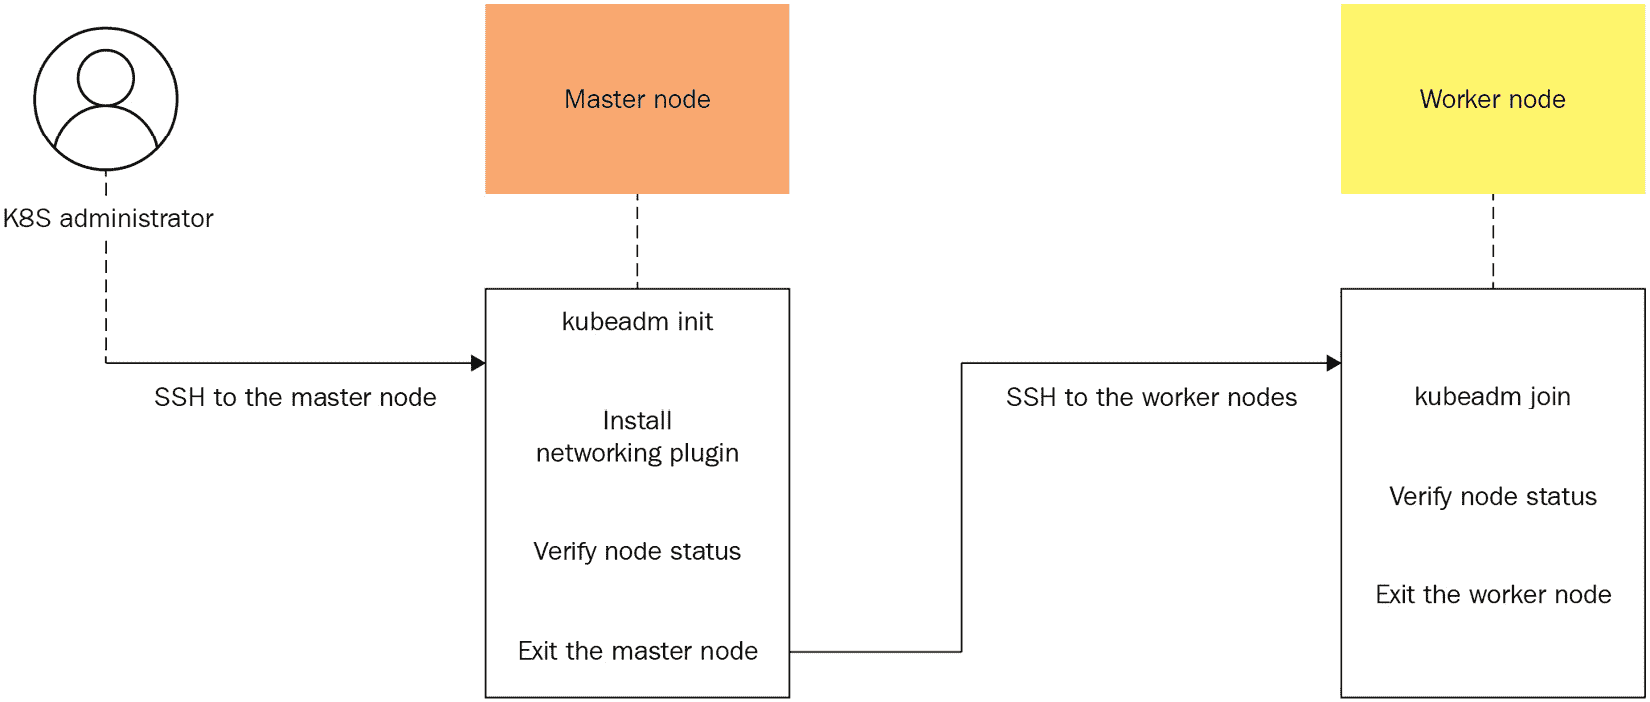 K8S administrator
Master node
Worker node
SSH to the master node
kubeadm init
Install
networking plugin
Verify node status
Exit the master node
SSH to the worker nodes
kubeadm join
Verify node status
Exit the worker node